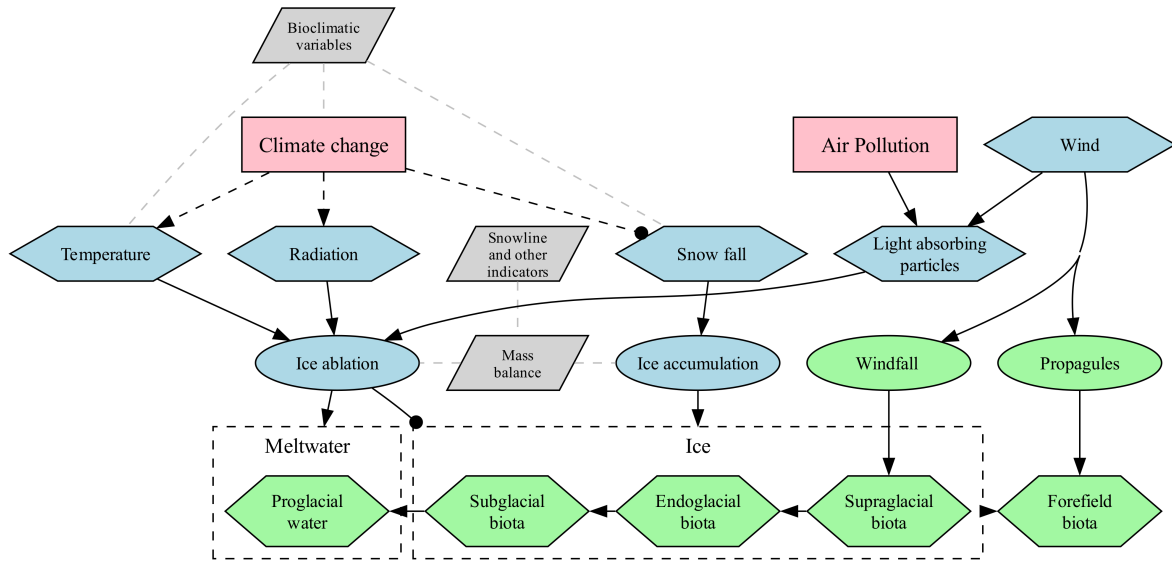 Bioclimatic
variables
Climate change
Air Pollution
Wind
Temperature
Radiation
Snowline
and other
indicators
Snow fall
Light absorbing
particles
Ice ablation
Mass
balance
Ice accumulation
Windfall
Propagules
Meltwater
Ice
Proglacial
water
Subglacial
biota
Endoglacial
biota
Supraglacial
biota
Forefield
biota